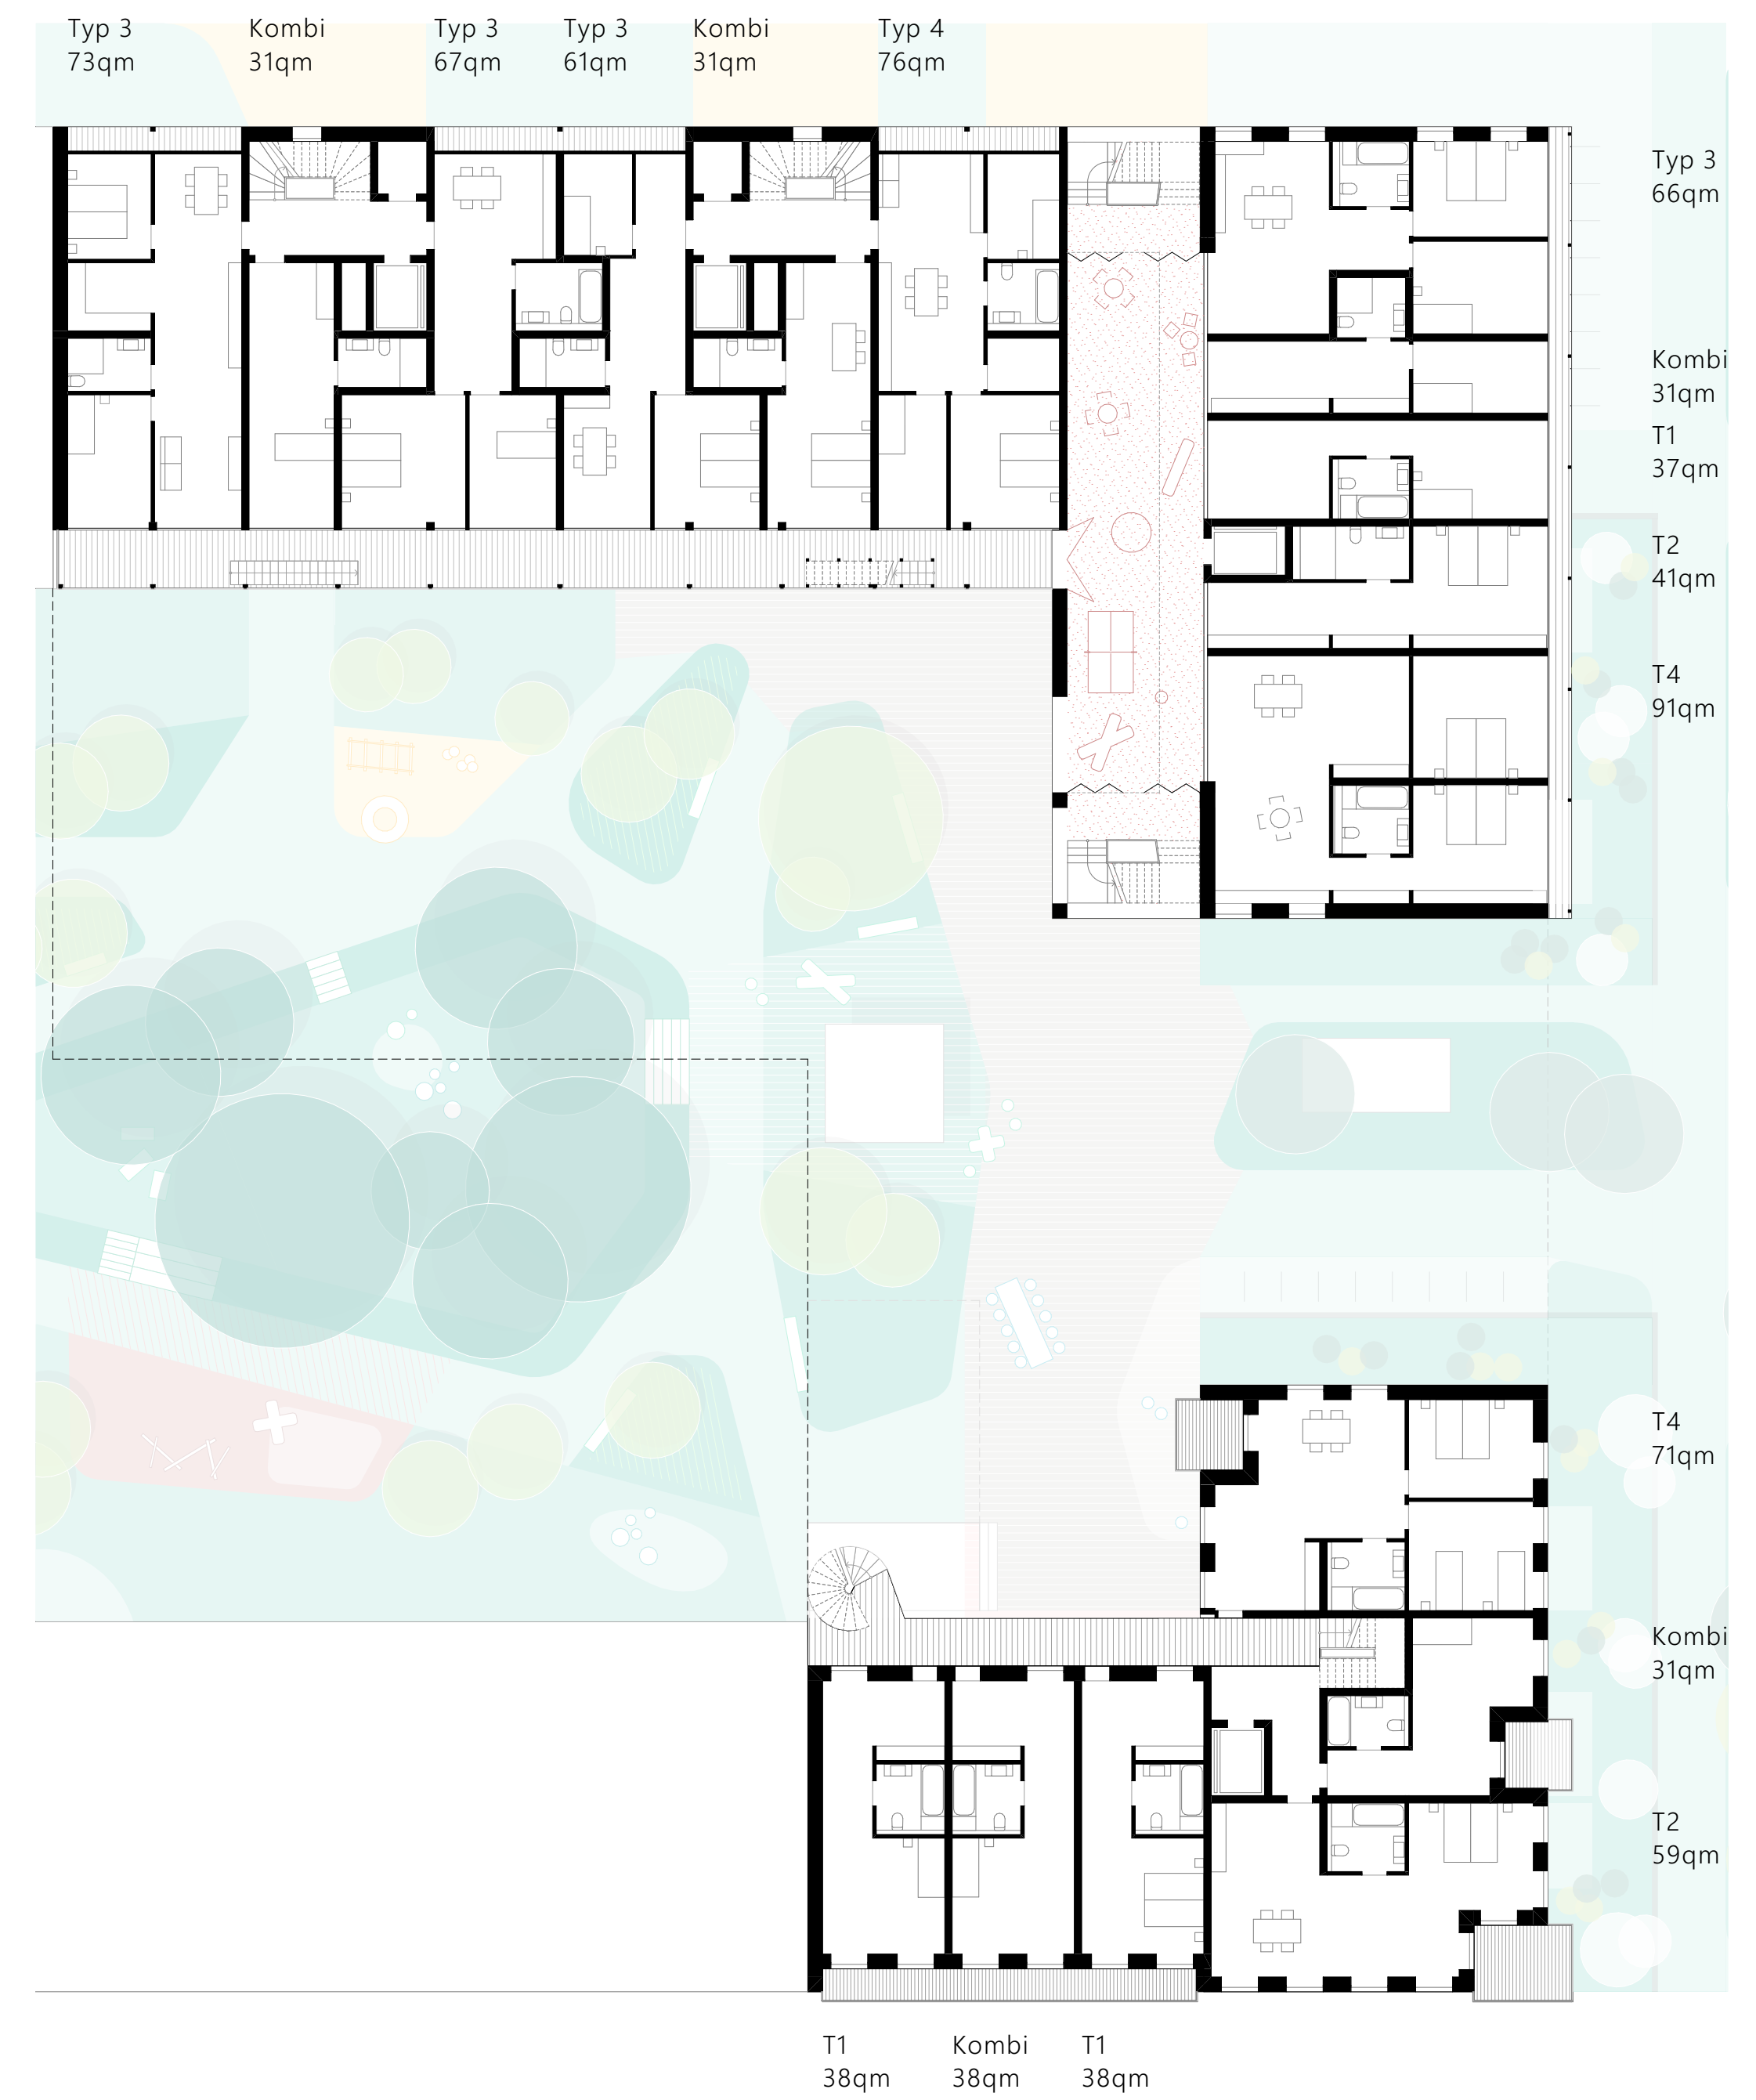 Typ 3
73qm
Kombi
31qm
Typ 3
67qm
Typ 3
61qm
Kombi
31qm
Typ 4
76qm
Typ 3
66qm
Kombi
31qm
T1
37qm
T2
41qm
T4
91qm
T4
71qm
Kombi
31qm
T2
59qm
T1
38qm
Kombi
38qm
T1
38qm